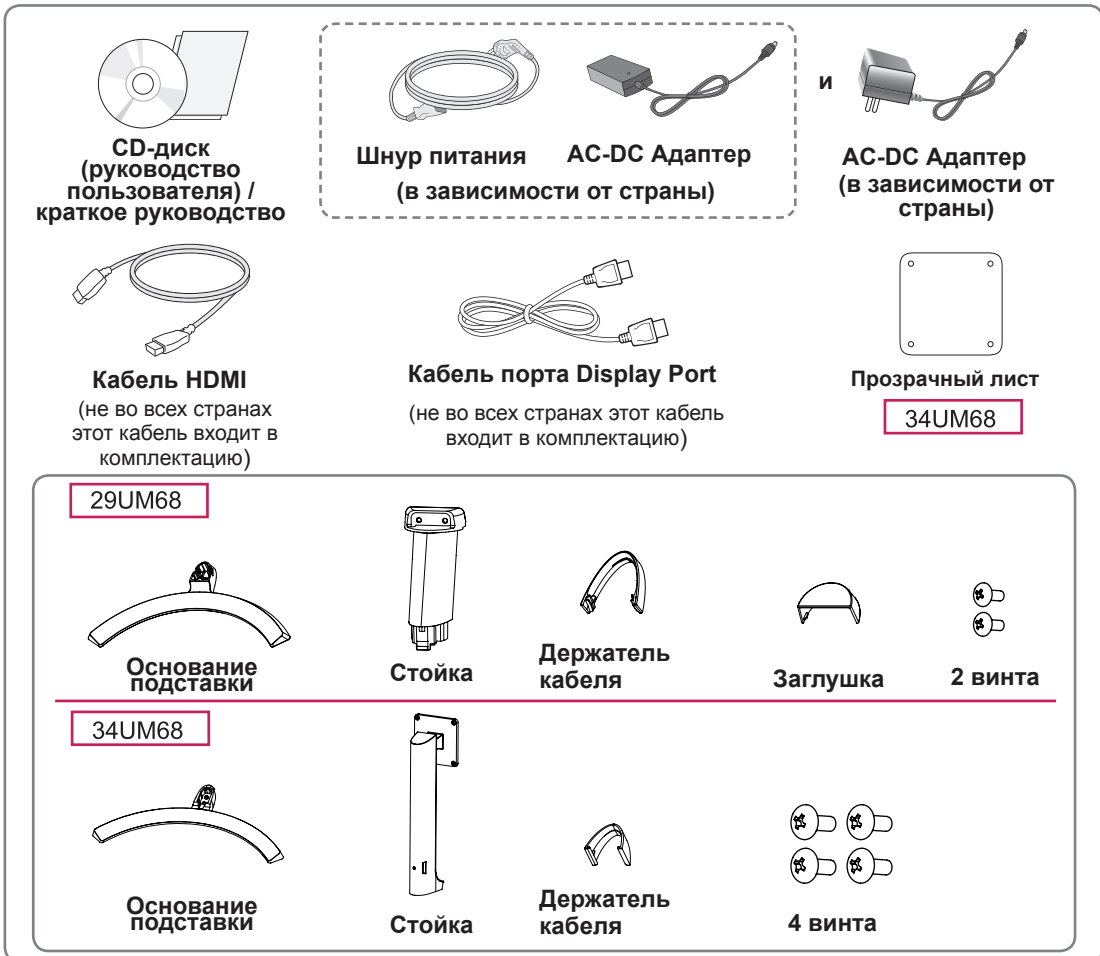 CD-диск
(руководство
пользователя) /
краткое руководство
Шнур питания
AC-DC Адаптер
(в зависимости от страны)
и
AC-DC Адаптер
(в зависимости от
страны)
Кабель HDMI
(не во всех странах
этот кабель входит в
комплектацию)
Кабель порта Display Port
(не во всех странах этот кабель
входит в комплектацию)
Прозрачный лист
34UM68
29UM68
Основание
подставки
Стойка
Держатель
кабеля
Заглушка
2 винта
34UM68
Основание
подставки
Стойка
Держатель
кабеля
4 винта